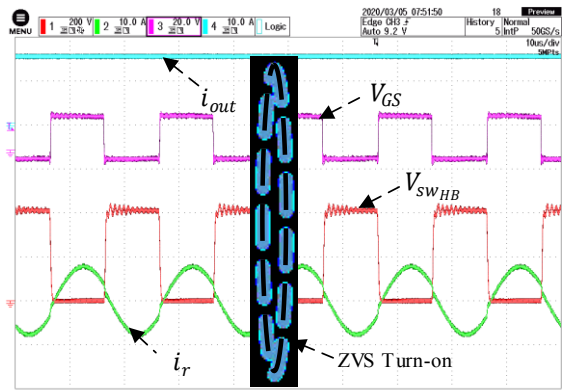 2020/03/05 07:51:50 18 Preview
MENU 1 200 V 2 10.0 A 3 20.0 V 4 10.0 A Logic Edge CH3 History Normal
Auto 9.2 V 5 IntP 50GS/s
10us/div
5MPts
i_out
V_GS
V_sw_HB
i_r
ZVS Turn-on